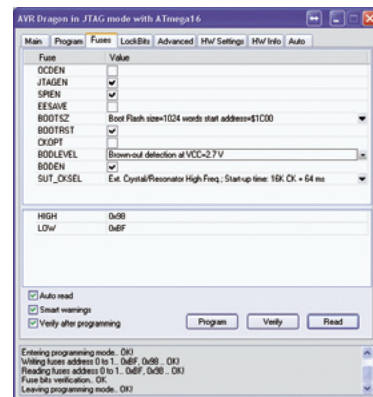 AVR Dragon in JTAG mode with ATmega16
Main Program Fuses LockBits Advanced HW Settings HW Info Auto
Fuse Value
OCDEN
JTAGEN
SPIEN
EESAVE
BOOTSZ Boot Flash size=1024 words start address=$1C00
BOOTRST
CKOPT
BODLEVEL Brown-out detection at VCC=2.7 V
BODEN
SUT_CKSEL Ext. Crystal/Resonator High Freq.; Start-up time: 16K CK + 64 ms
HIGH 0x98
LOW 0xBF
Auto read
Smart warnings
Verify after programming
Program Verify Read
Entering programming mode.. OK!
Writing fuses address 0 to 1.. 0xBF, 0x98 .. OK!
Reading fuses address 0 to 1.. 0xBF, 0x98 .. OK!
Fuse bits verification.. OK
Leaving programming mode.. OK!